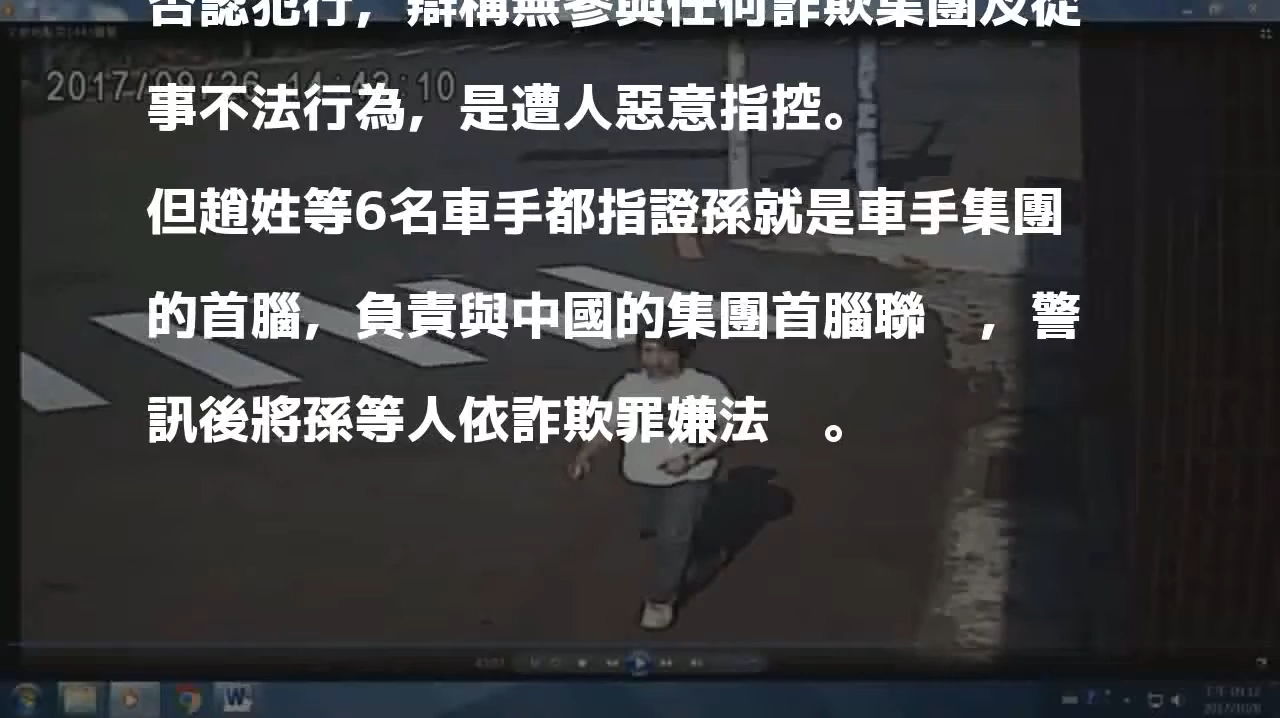 否認犯行，辯稱無參與任何詐欺集團及從
2017/09/26 14:43:10
事不法行為，是遭人惡意指控。
但趙姓等6名車手都指證孫就是車手集團
的首腦，負責與中國的集團首腦聯　，警
訊後將孫等人依詐欺罪嫌法　。